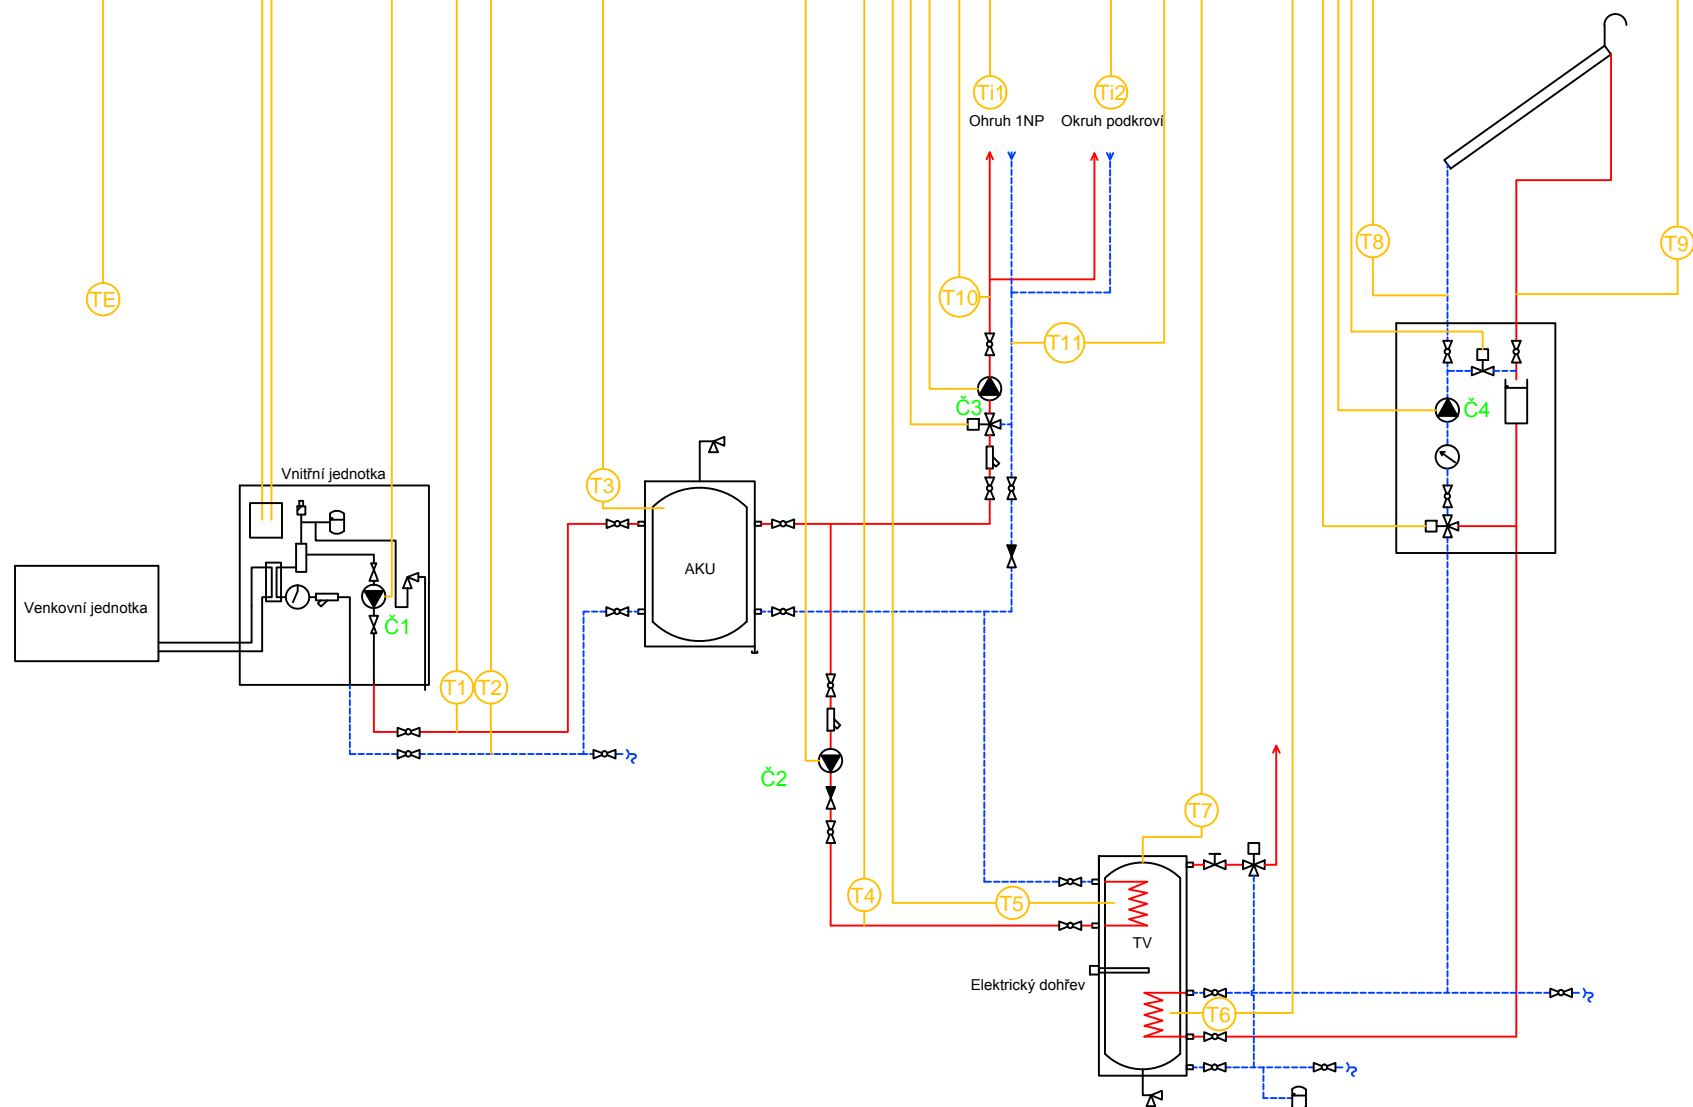 Ti1
Ti2
Ohruh 1NP
Okruh podkroví
T8
T9
TE
T10
T11
Č3
Č4
Vnitřní jednotka
T3
AKU
Venkovní jednotka
Č1
T1
T2
Č2
T7
T4
T5
TV
Elektrický dohřev
T6